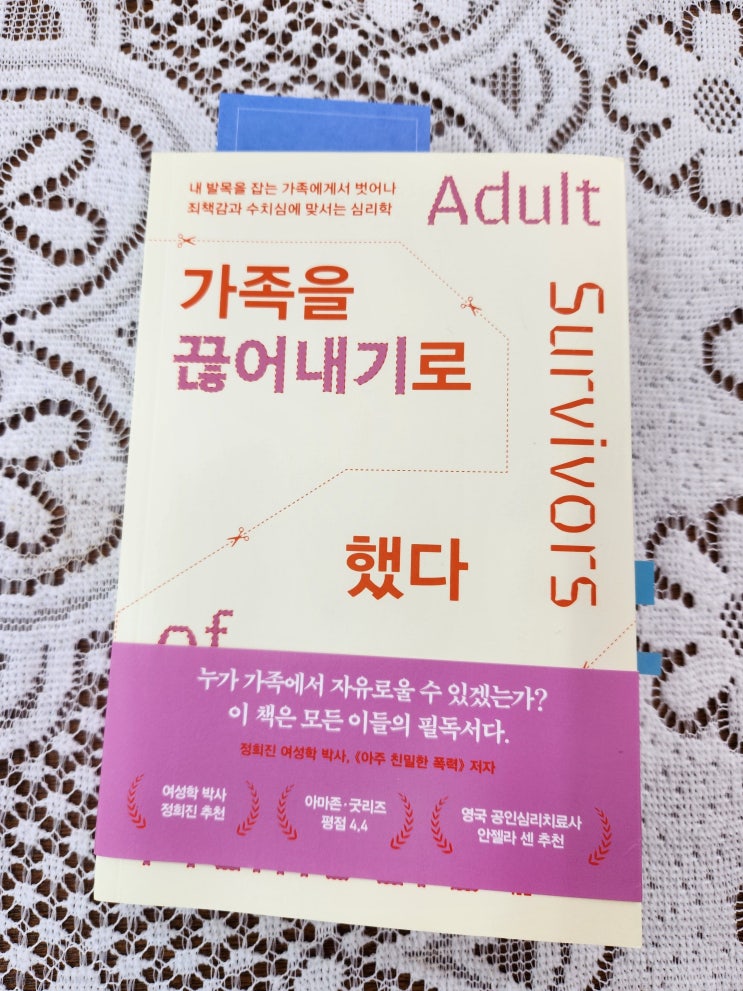 내 발목을 잡는 가족에게서 벗어나
죄책감과 수치심에 맞서는 심리학
Adult
Survivors
of
가족을
끊어내기로
했다
누가 가족에서 자유로울 수 있겠는가?
이 책은 모든 이들의 필독서다.
정희진 여성학 박사, 《아주 친밀한 폭력》 저자
여성학 박사
정희진 추천
아마존·굿리즈
평점 4.4
영국 공인심리치료사
안젤라 센 추천